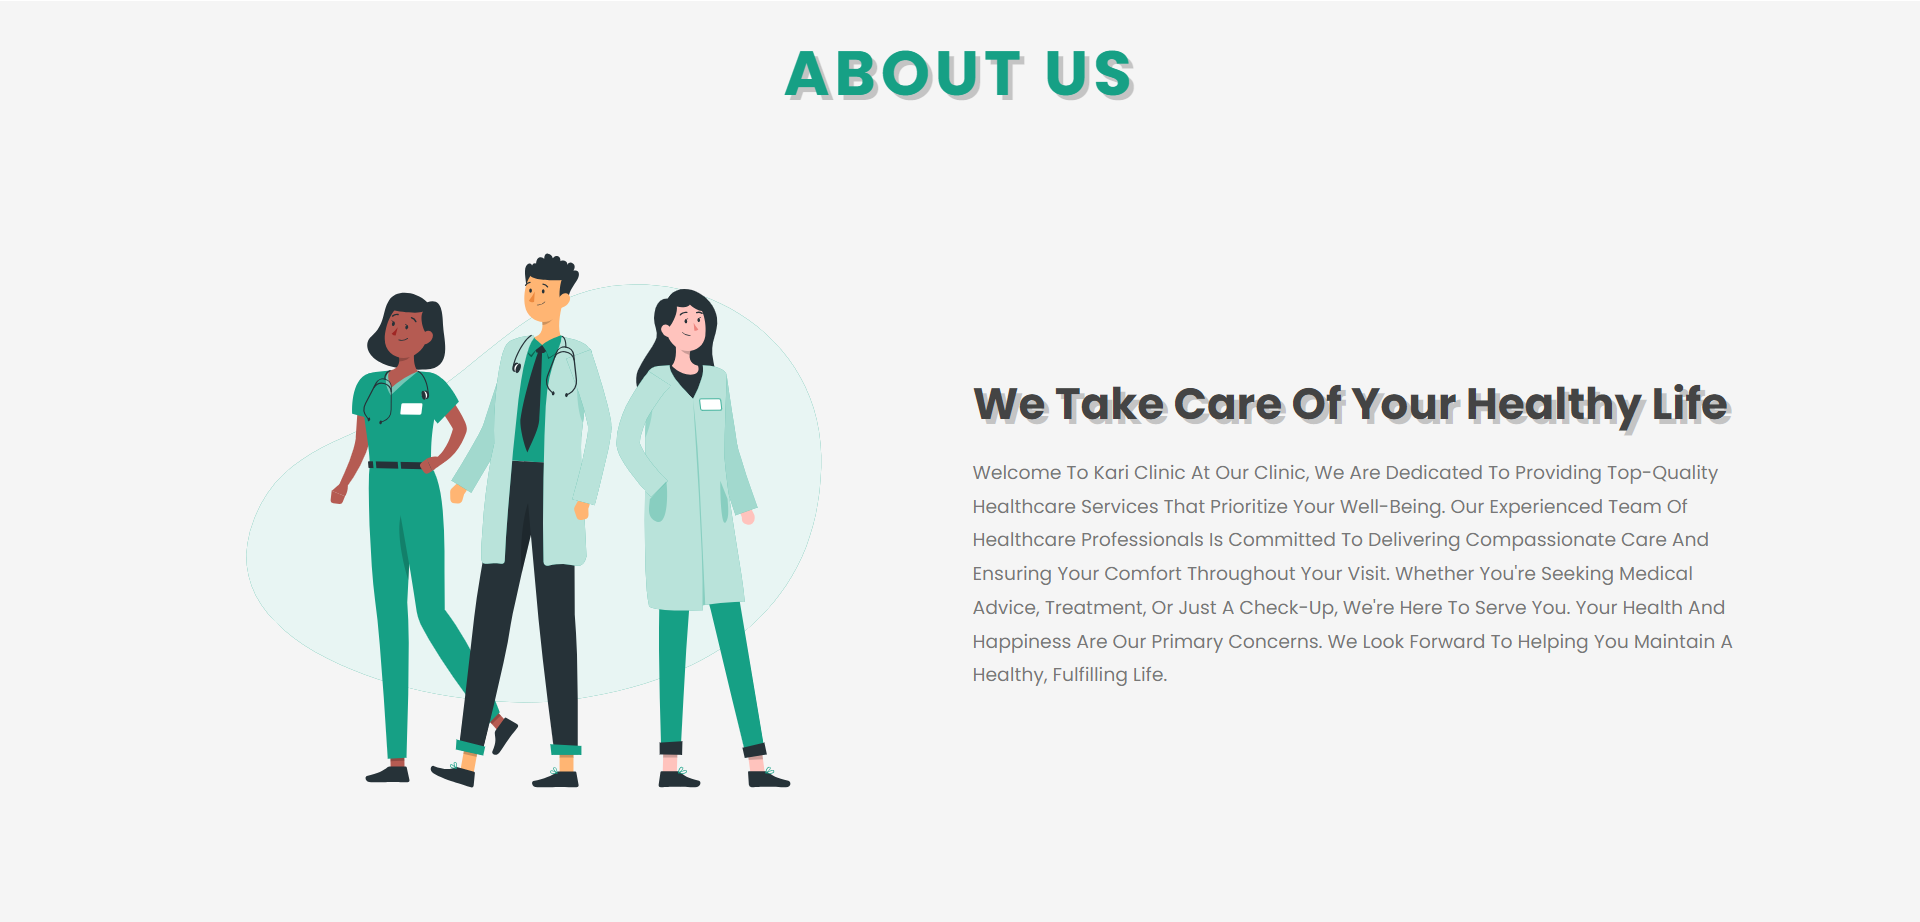 ABOUT US
We Take Care Of Your Healthy Life
Welcome To Kari Clinic At Our Clinic, We Are Dedicated To Providing Top-Quality
Healthcare Services That Prioritize Your Well-Being. Our Experienced Team Of
Healthcare Professionals Is Committed To Delivering Compassionate Care And
Ensuring Your Comfort Throughout Your Visit. Whether You're Seeking Medical
Advice, Treatment, Or Just A Check-Up, We're Here To Serve You. Your Health And
Happiness Are Our Primary Concerns. We Look Forward To Helping You Maintain A
Healthy, Fulfilling Life.